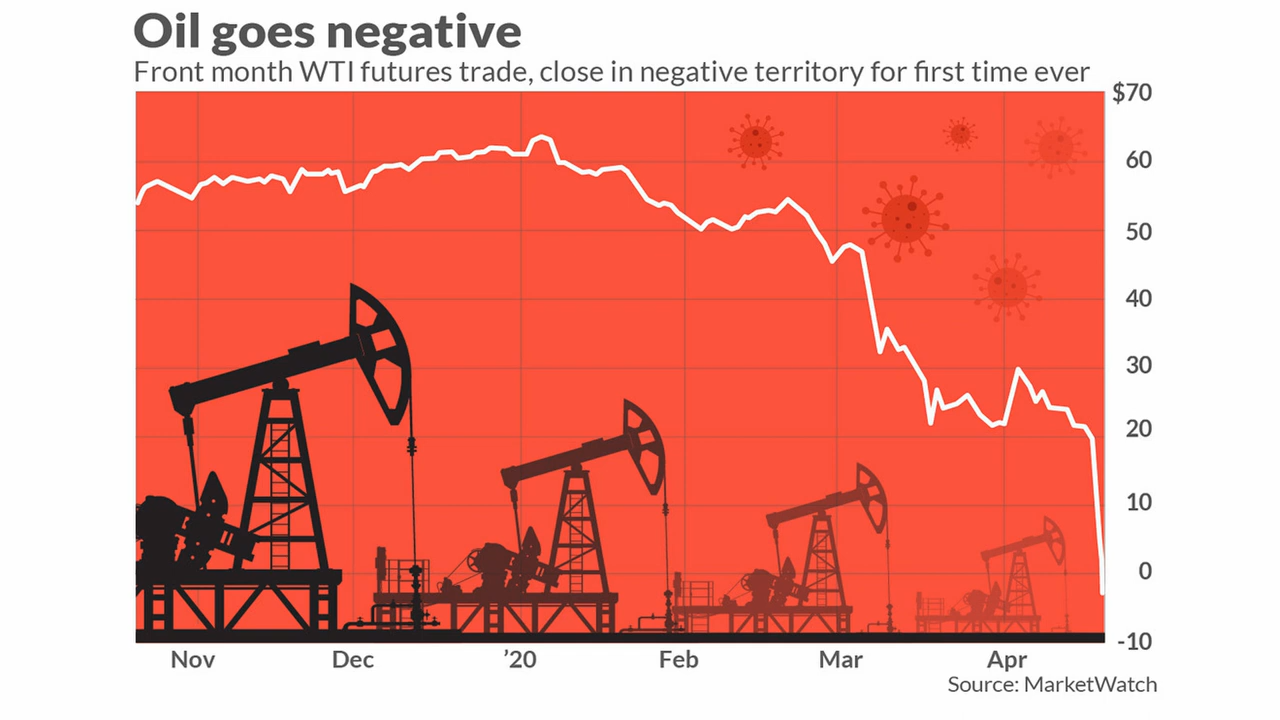 Oil goes negative
Front month WTI futures trade, close in negative territory for first time ever
$70
60
50
40
30
20
10
0
-10
Nov Dec ’20 Feb Mar Apr
Source: MarketWatch